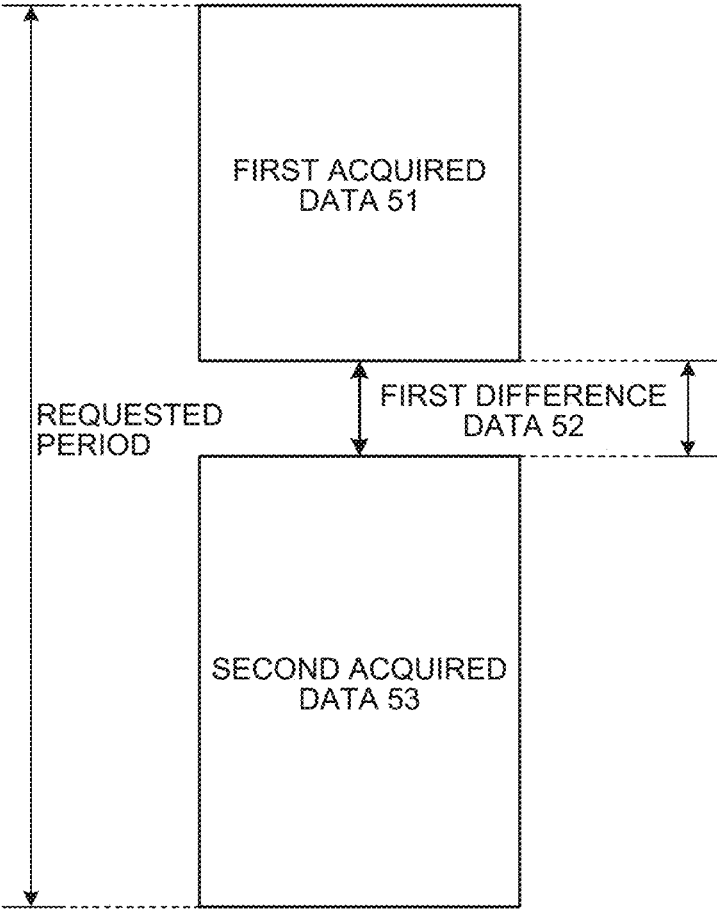 FIRST ACQUIRED
DATA 51
REQUESTED
PERIOD
FIRST DIFFERENCE
DATA 52
SECOND ACQUIRED
DATA 53